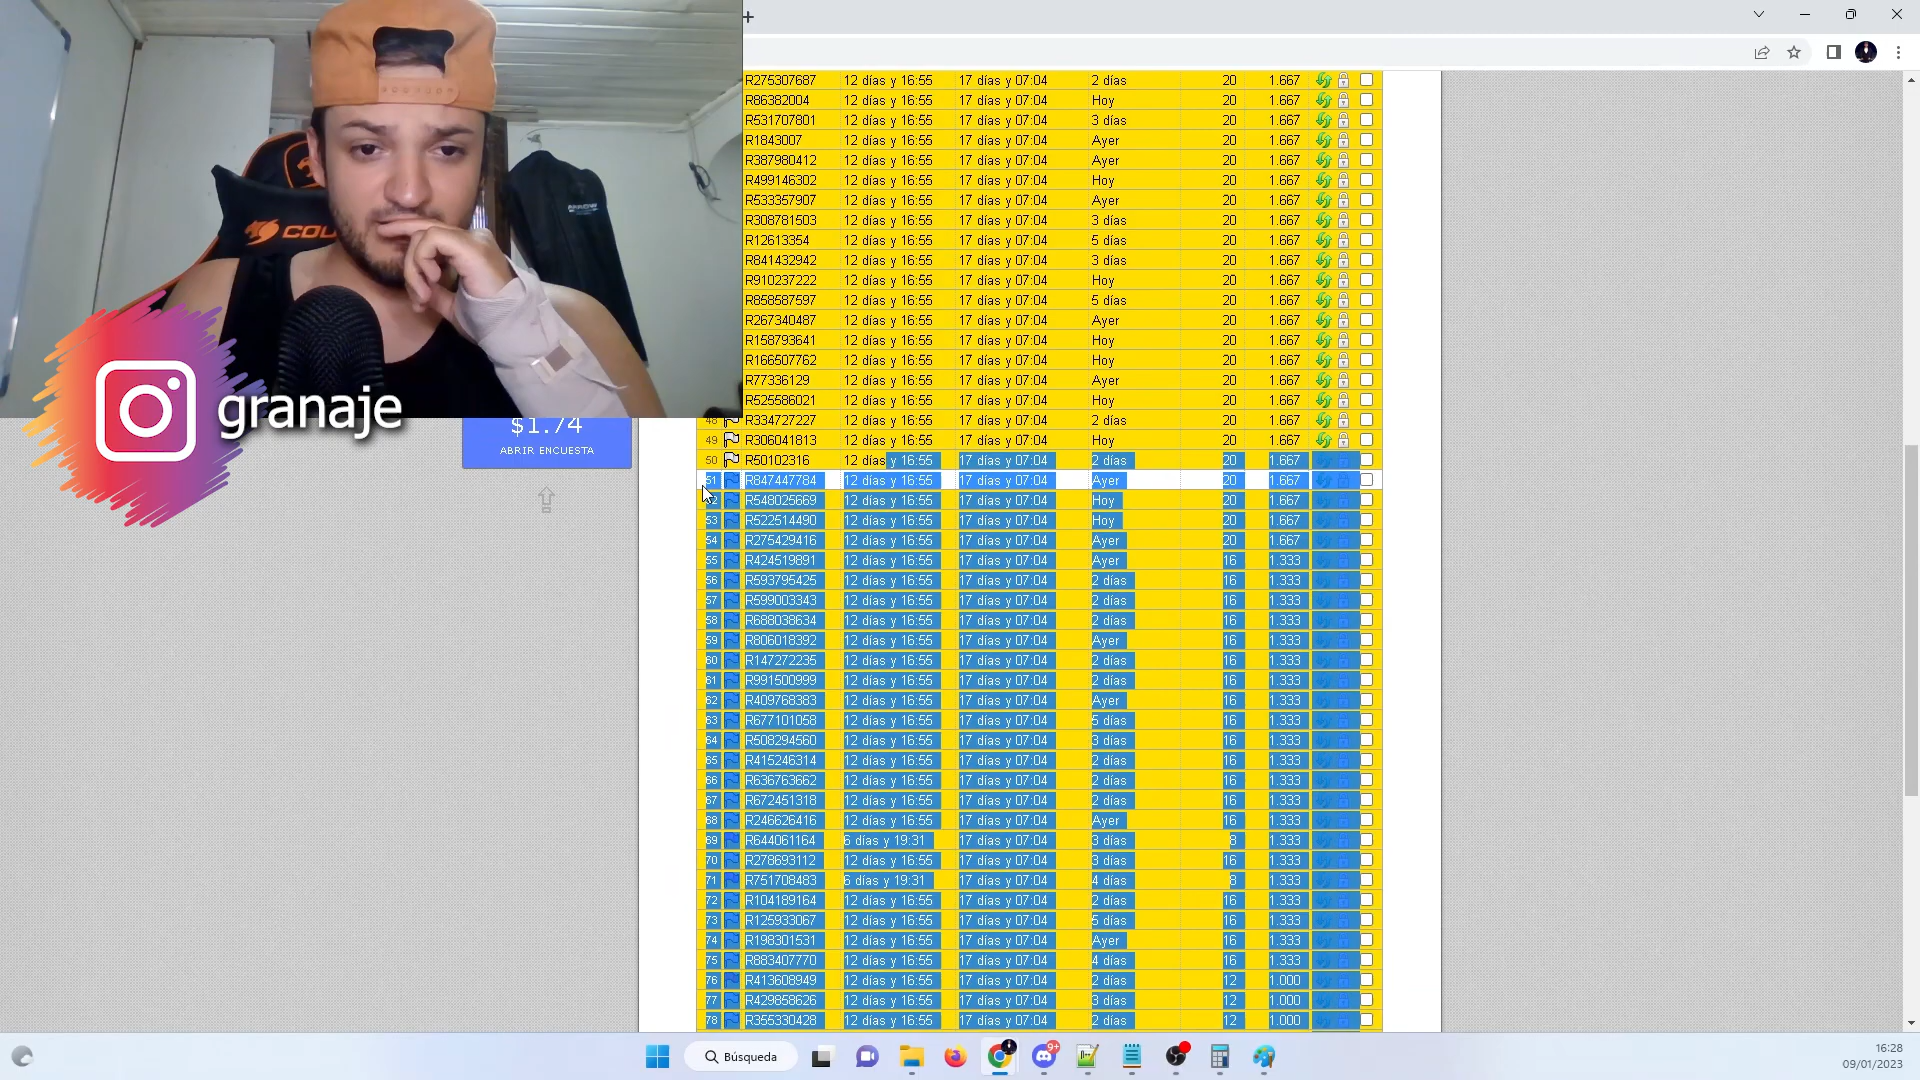 R275307687 12 días y 16:55 17 días y 07:04 2 días 20 1.667
R86382004 12 días y 16:55 17 días y 07:04 Hoy 20 1.667
R531707801 12 días y 16:55 17 días y 07:04 3 días 20 1.667
R1843007 12 días y 16:55 17 días y 07:04 Ayer 20 1.667
R387980412 12 días y 16:55 17 días y 07:04 Ayer 20 1.667
R499146302 12 días y 16:55 17 días y 07:04 Hoy 20 1.667
R533357907 12 días y 16:55 17 días y 07:04 Ayer 20 1.667
R308781503 12 días y 16:55 17 días y 07:04 3 días 20 1.667
R12613354 12 días y 16:55 17 días y 07:04 5 días 20 1.667
R841432942 12 días y 16:55 17 días y 07:04 3 días 20 1.667
R910237222 12 días y 16:55 17 días y 07:04 Hoy 20 1.667
R858587597 12 días y 16:55 17 días y 07:04 5 días 20 1.667
R267340487 12 días y 16:55 17 días y 07:04 Ayer 20 1.667
R158793641 12 días y 16:55 17 días y 07:04 Hoy 20 1.667
R166507762 12 días y 16:55 17 días y 07:04 Hoy 20 1.667
R77336129 12 días y 16:55 17 días y 07:04 Ayer 20 1.667
R525586021 12 días y 16:55 17 días y 07:04 Hoy 20 1.667
48 R334727227 12 días y 16:55 17 días y 07:04 2 días 20 1.667
49 R306041813 12 días y 16:55 17 días y 07:04 Hoy 20 1.667
50 R50102316 12 días y 16:55 17 días y 07:04 2 días 20 1.667
51 R847447784 12 días y 16:55 17 días y 07:04 Ayer 20 1.667
R548025669 12 días y 16:55 17 días y 07:04 Hoy 20 1.667
53 R522514490 12 días y 16:55 17 días y 07:04 Hoy 20 1.667
54 R275429416 12 días y 16:55 17 días y 07:04 Ayer 20 1.667
55 R424519891 12 días y 16:55 17 días y 07:04 Ayer 16 1.333
56 R593795425 12 días y 16:55 17 días y 07:04 2 días 16 1.333
57 R599003343 12 días y 16:55 17 días y 07:04 2 días 16 1.333
58 R688038634 12 días y 16:55 17 días y 07:04 2 días 16 1.333
59 R806018392 12 días y 16:55 17 días y 07:04 Ayer 16 1.333
60 R147272235 12 días y 16:55 17 días y 07:04 2 días 16 1.333
61 R991500999 12 días y 16:55 17 días y 07:04 2 días 16 1.333
62 R409768383 12 días y 16:55 17 días y 07:04 Ayer 16 1.333
63 R677101058 12 días y 16:55 17 días y 07:04 5 días 16 1.333
64 R508294560 12 días y 16:55 17 días y 07:04 3 días 16 1.333
65 R415246314 12 días y 16:55 17 días y 07:04 2 días 16 1.333
66 R636763662 12 días y 16:55 17 días y 07:04 2 días 16 1.333
67 R672451318 12 días y 16:55 17 días y 07:04 2 días 16 1.333
68 R246626416 12 días y 16:55 17 días y 07:04 Ayer 16 1.333
69 R644061164 6 días y 19:31 17 días y 07:04 3 días 8 1.333
70 R278693112 12 días y 16:55 17 días y 07:04 3 días 16 1.333
71 R751708483 6 días y 19:31 17 días y 07:04 4 días 8 1.333
72 R104189164 12 días y 16:55 17 días y 07:04 2 días 16 1.333
73 R125933067 12 días y 16:55 17 días y 07:04 5 días 16 1.333
74 R198301531 12 días y 16:55 17 días y 07:04 Ayer 16 1.333
75 R883407770 12 días y 16:55 17 días y 07:04 4 días 16 1.333
76 R413608949 12 días y 16:55 17 días y 07:04 2 días 12 1.000
77 R429858626 12 días y 16:55 17 días y 07:04 3 días 12 1.000
78 R355330428 12 días y 16:55 17 días y 07:04 2 días 12 1.000
granaje
$1.74
ABRIR ENCUESTA
Búsqueda
9+
16:28
09/01/2023